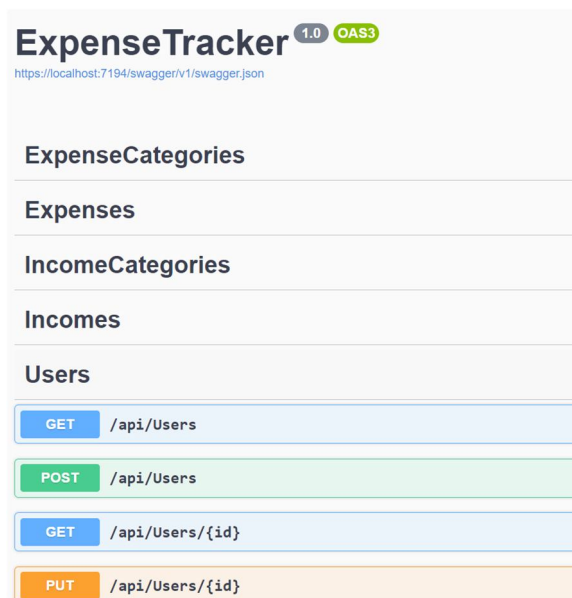 ExpenseTracker 1.0 OAS3
https://localhost:7194/swagger/v1/swagger.json
ExpenseCategories
Expenses
IncomeCategories
Incomes
Users
GET /api/Users
POST /api/Users
GET /api/Users/{id}
PUT /api/Users/{id}